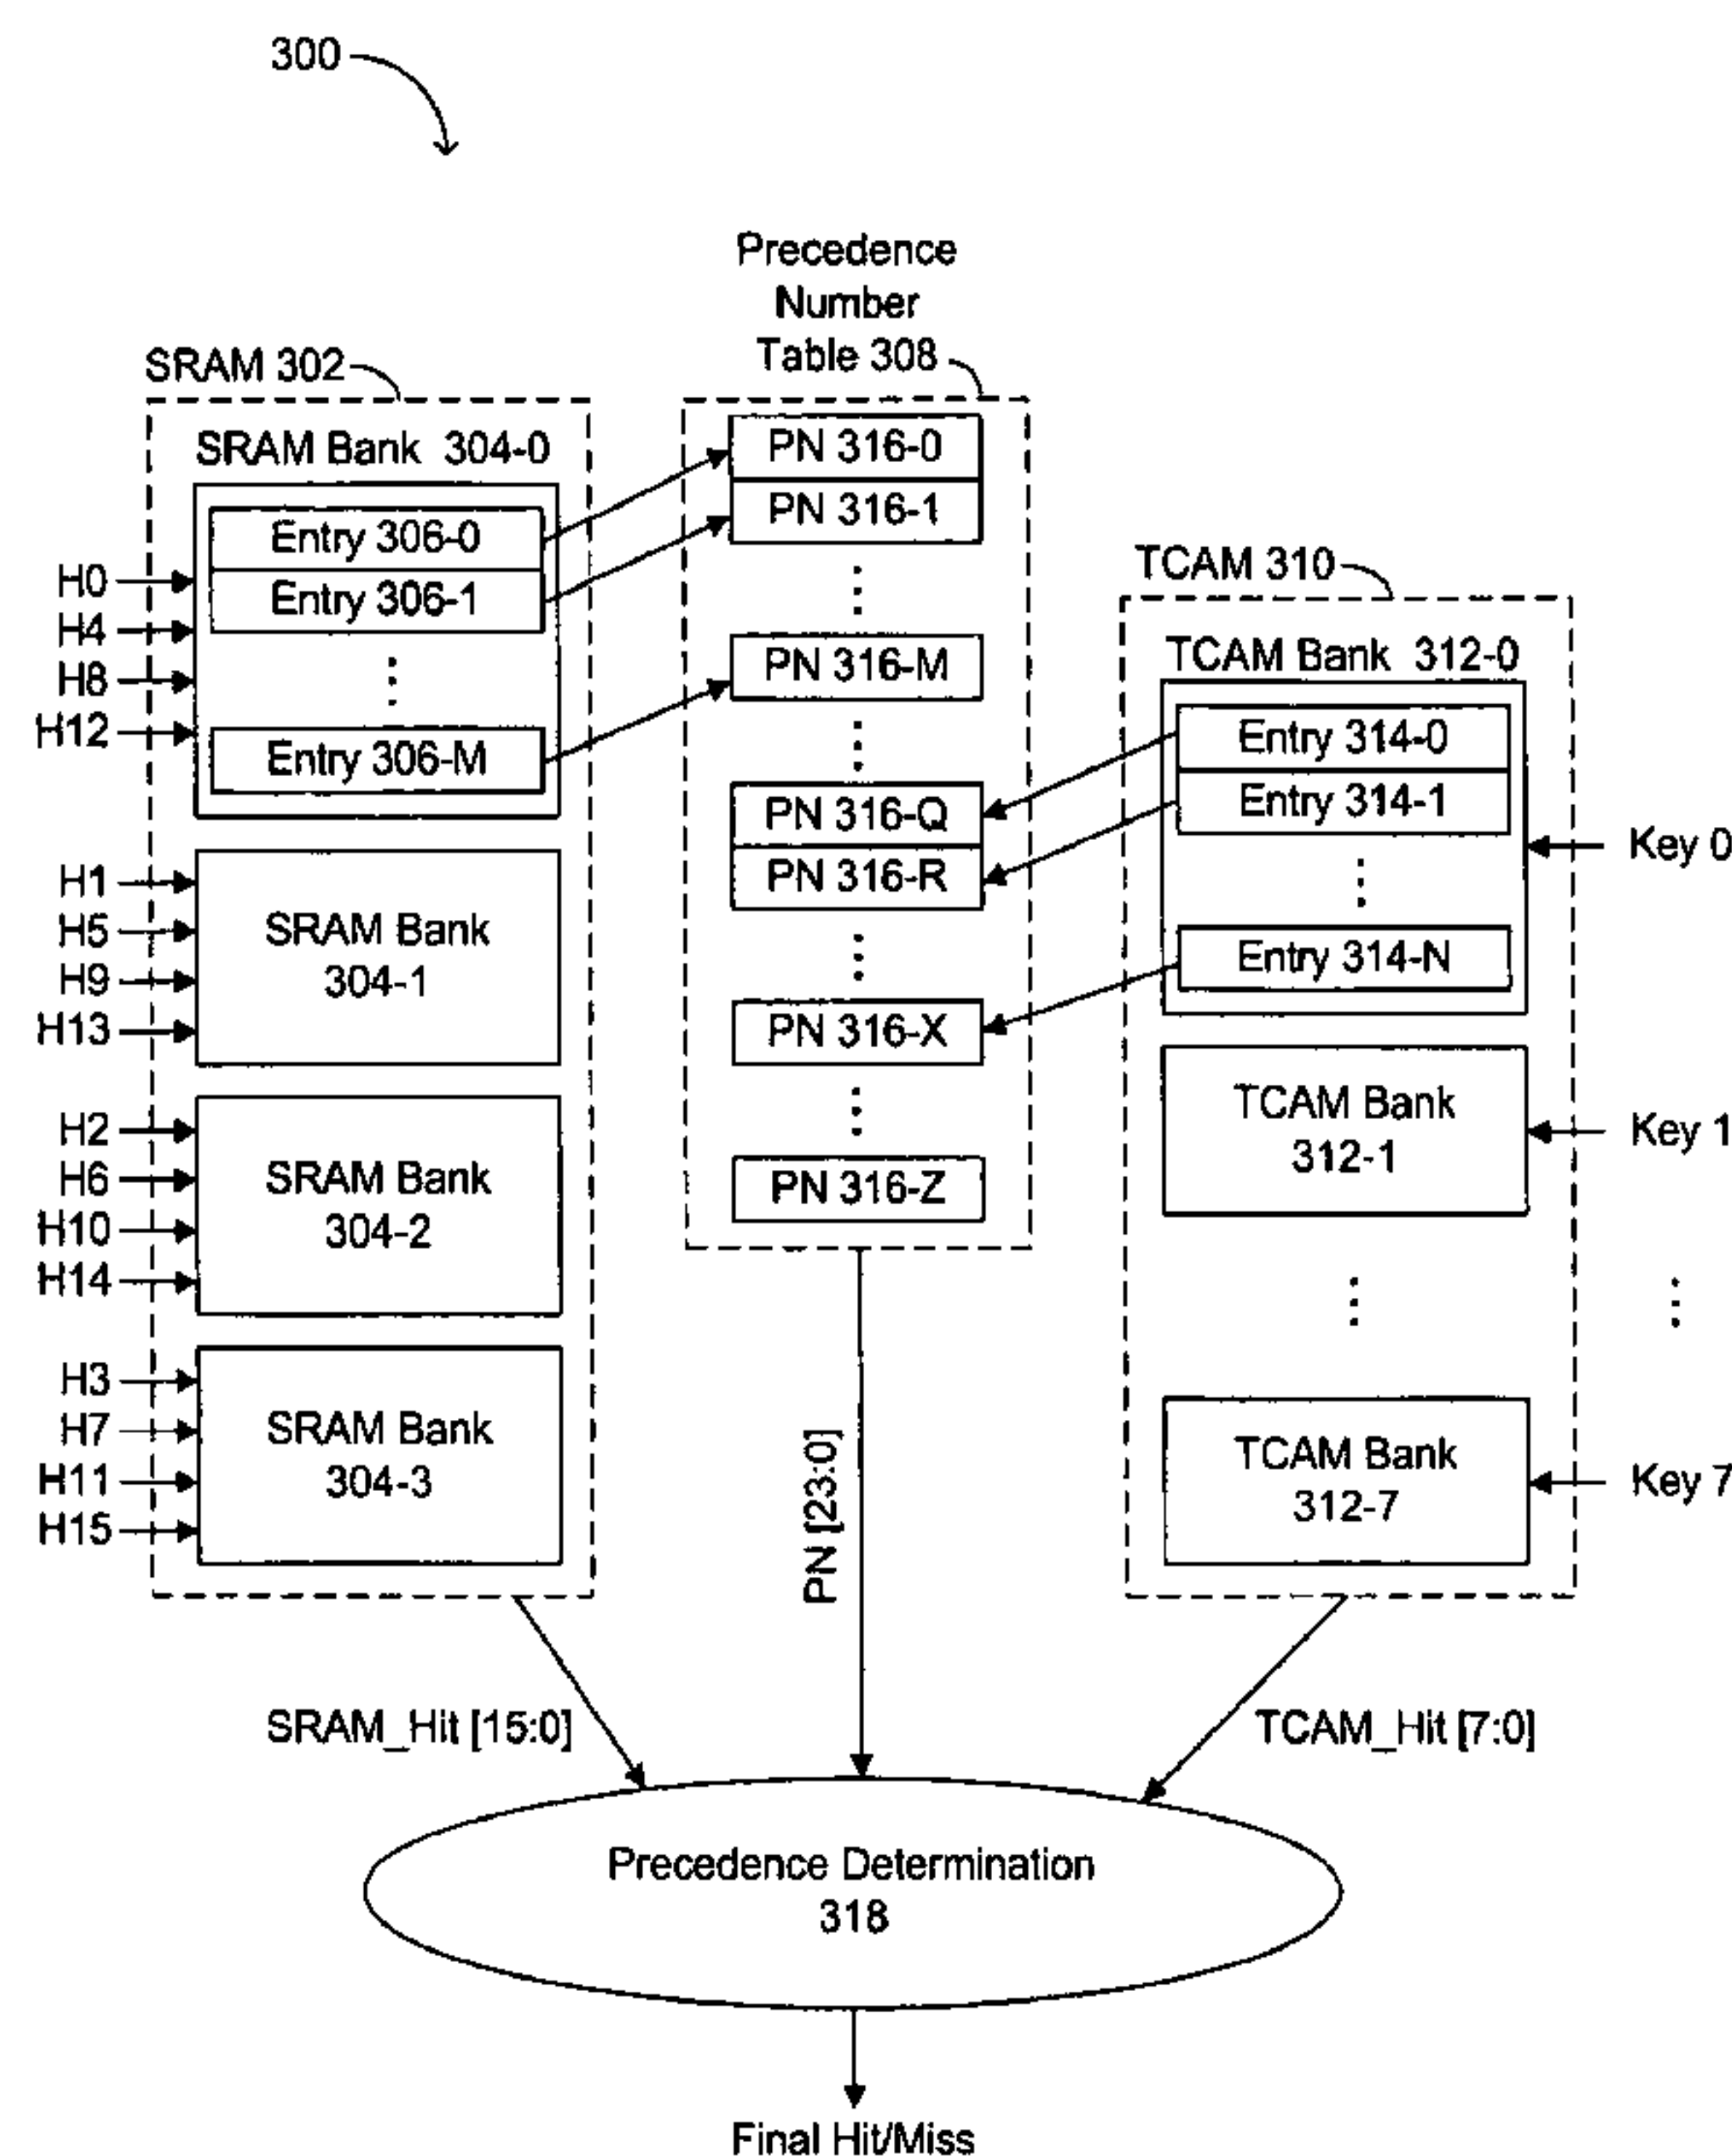 300
Precedence
Number
Table 308
SRAM 302
SRAM Bank 304-0
Entry 306-0
Entry 306-1
Entry 306-M
H0
H4
H8
H12
SRAM Bank
304-1
H1
H5
H9
H13
SRAM Bank
304-2
H2
H6
H10
H14
SRAM Bank
304-3
H3
H7
H11
H15
PN 316-0
PN 316-1
PN 316-M
PN 316-Q
PN 316-R
PN 316-X
PN 316-Z
TCAM 310
TCAM Bank 312-0
Entry 314-0
Entry 314-1
Entry 314-N
Key 0
TCAM Bank
312-1
Key 1
TCAM Bank
312-7
Key 7
PN [23:0]
SRAM_Hit [15:0]
TCAM_Hit [7:0]
Precedence Determination
318
Final Hit/Miss